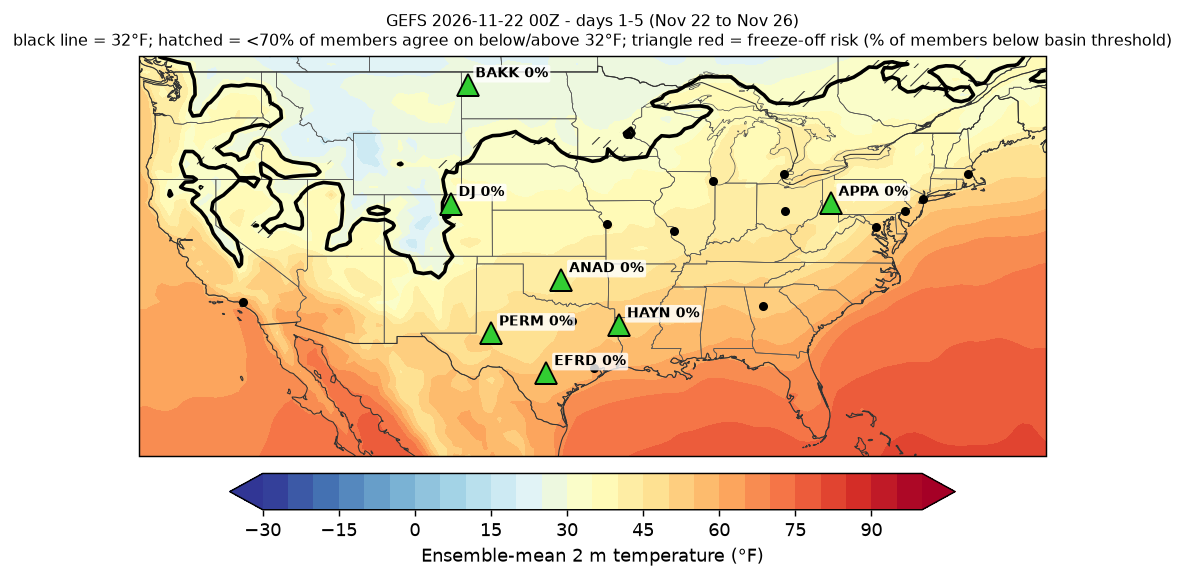 GEFS 2026-11-22 00Z - days 1-5 (Nov 22 to Nov 26)
black line = 32°F; hatched = <70% of members agree on below/above 32°F; triangle red = freeze-off risk (% of members below basin threshold)
BAKK 0%
DJ 0%
APPA 0%
ANAD 0%
HAYN 0%
PERM 0%
EFRD 0%
−30 −15 0 15 30 45 60 75 90
Ensemble-mean 2 m temperature (°F)